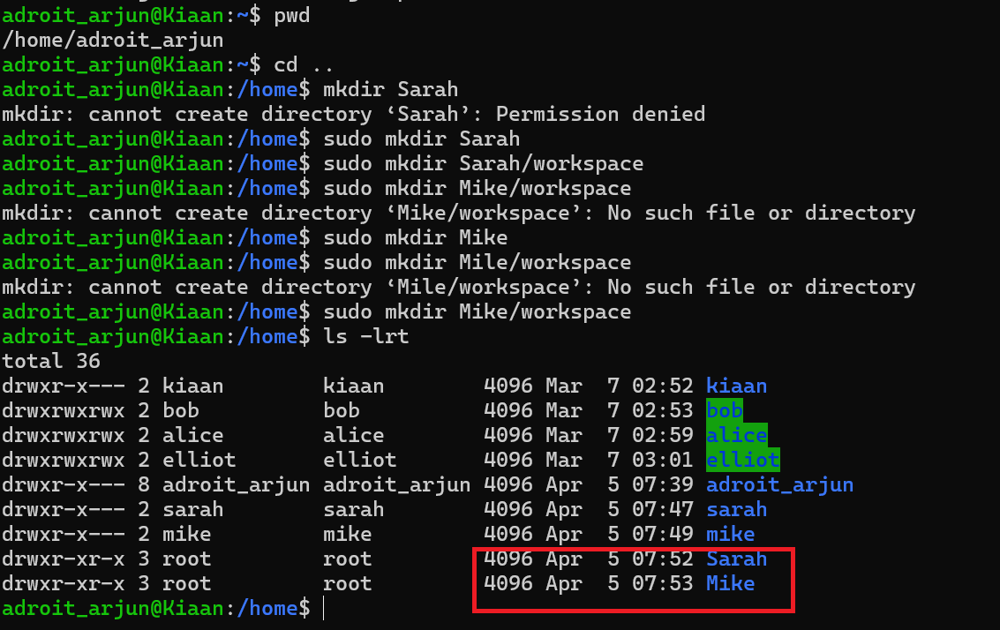 adroit_arjun@Kiaan:~$ pwd
/home/adroit_arjun
adroit_arjun@Kiaan:~$ cd ..
adroit_arjun@Kiaan:/home$ mkdir Sarah
mkdir: cannot create directory ‘Sarah’: Permission denied
adroit_arjun@Kiaan:/home$ sudo mkdir Sarah
adroit_arjun@Kiaan:/home$ sudo mkdir Sarah/workspace
adroit_arjun@Kiaan:/home$ sudo mkdir Mike/workspace
mkdir: cannot create directory ‘Mike/workspace’: No such file or directory
adroit_arjun@Kiaan:/home$ sudo mkdir Mike
adroit_arjun@Kiaan:/home$ sudo mkdir Mile/workspace
mkdir: cannot create directory ‘Mile/workspace’: No such file or directory
adroit_arjun@Kiaan:/home$ sudo mkdir Mike/workspace
adroit_arjun@Kiaan:/home$ ls -lrt
total 36
drwxr-x--- 2 kiaan        kiaan        4096 Mar  7 02:52 kiaan
drwxrwxrwx 2 bob          bob          4096 Mar  7 02:53 bob
drwxrwxrwx 2 alice        alice        4096 Mar  7 02:59 alice
drwxrwxrwx 2 elliot       elliot       4096 Mar  7 03:01 elliot
drwxr-x--- 8 adroit_arjun adroit_arjun 4096 Apr  5 07:39 adroit_arjun
drwxr-x--- 2 sarah        sarah        4096 Apr  5 07:47 sarah
drwxr-x--- 2 mike         mike         4096 Apr  5 07:49 mike
drwxr-xr-x 3 root         root         4096 Apr  5 07:52 Sarah
drwxr-xr-x 3 root         root         4096 Apr  5 07:53 Mike
adroit_arjun@Kiaan:/home$